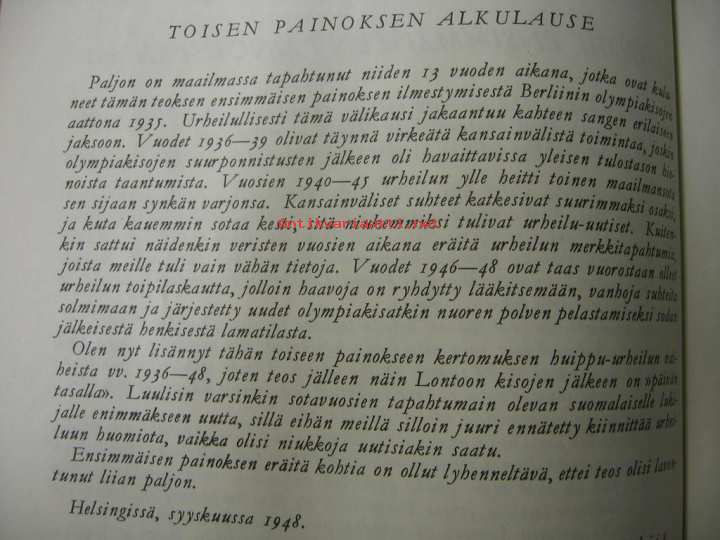 TOISEN PAINOKSEN ALKULAUSE
Paljon on maailmassa tapahtunut niiden 13 vuoden aikana, jotka ovat kulu
neet tämän teoksen ensimmäisen painoksen ilmestymisestä Berliinin olympiakisojen
aattona 1935. Urheilullisesti tämä välikausi jakaantuu kahteen sangen erilaiseen
jaksoon. Vuodet 1936—39 olivat täynnä virkeätä kansainvälistä toimintaa, joskin
olympiakisojen suurponnistusten jälkeen oli havaittavissa yleisen tulostason hie-
noista taantumista. Vuosien 1940—45 urheilun ylle heitti toinen maailmansota
sen sijaan synkän varjonsa. Kansainväliset suhteet katkesivat suurimmaksi osaksi,
ja kuta kauemmin sotaa kesti, sitä niukemmiksi tulivat urheilu-uutiset. Kuiten-
kin sattui näidenkin veristen vuosien aikana eräitä urheilun merkkitapahtumia,
joista meille tuli vain vähän tietoja. Vuodet 1946—48 ovat taas vuorostaan olleet
urheilun toipilaskautta, jolloin haavoja on ryhdytty lääkitsemään, vanhoja suhteita
solmimaan ja järjestetty uudet olympiakisatkin nuoren polven pelastamiseksi sodan
jälkeisestä henkisestä lamatilasta.
Olen nyt lisännyt tähän toiseen painokseen kertomuksen huippu-urheilun vai-
heista vv. 1936—48, joten teos jälleen näin Lontoon kisojen jälkeen on »päivän
tasalla». Luulisin varsinkin sotavuosien tapahtumain olevan suomalaiselle luki-
jalle enimmäkseen uutta, sillä eihän meillä silloin juuri ennätetty kiinnittää urhei-
luun huomiota, vaikka olisi niukkoja uutisiakin saatu.
Ensimmäisen painoksen eräitä kohtia on ollut lyhenneltävä, ettei teos olisi laven-
tunut liian paljon.
Helsingissä, syyskuussa 1948.